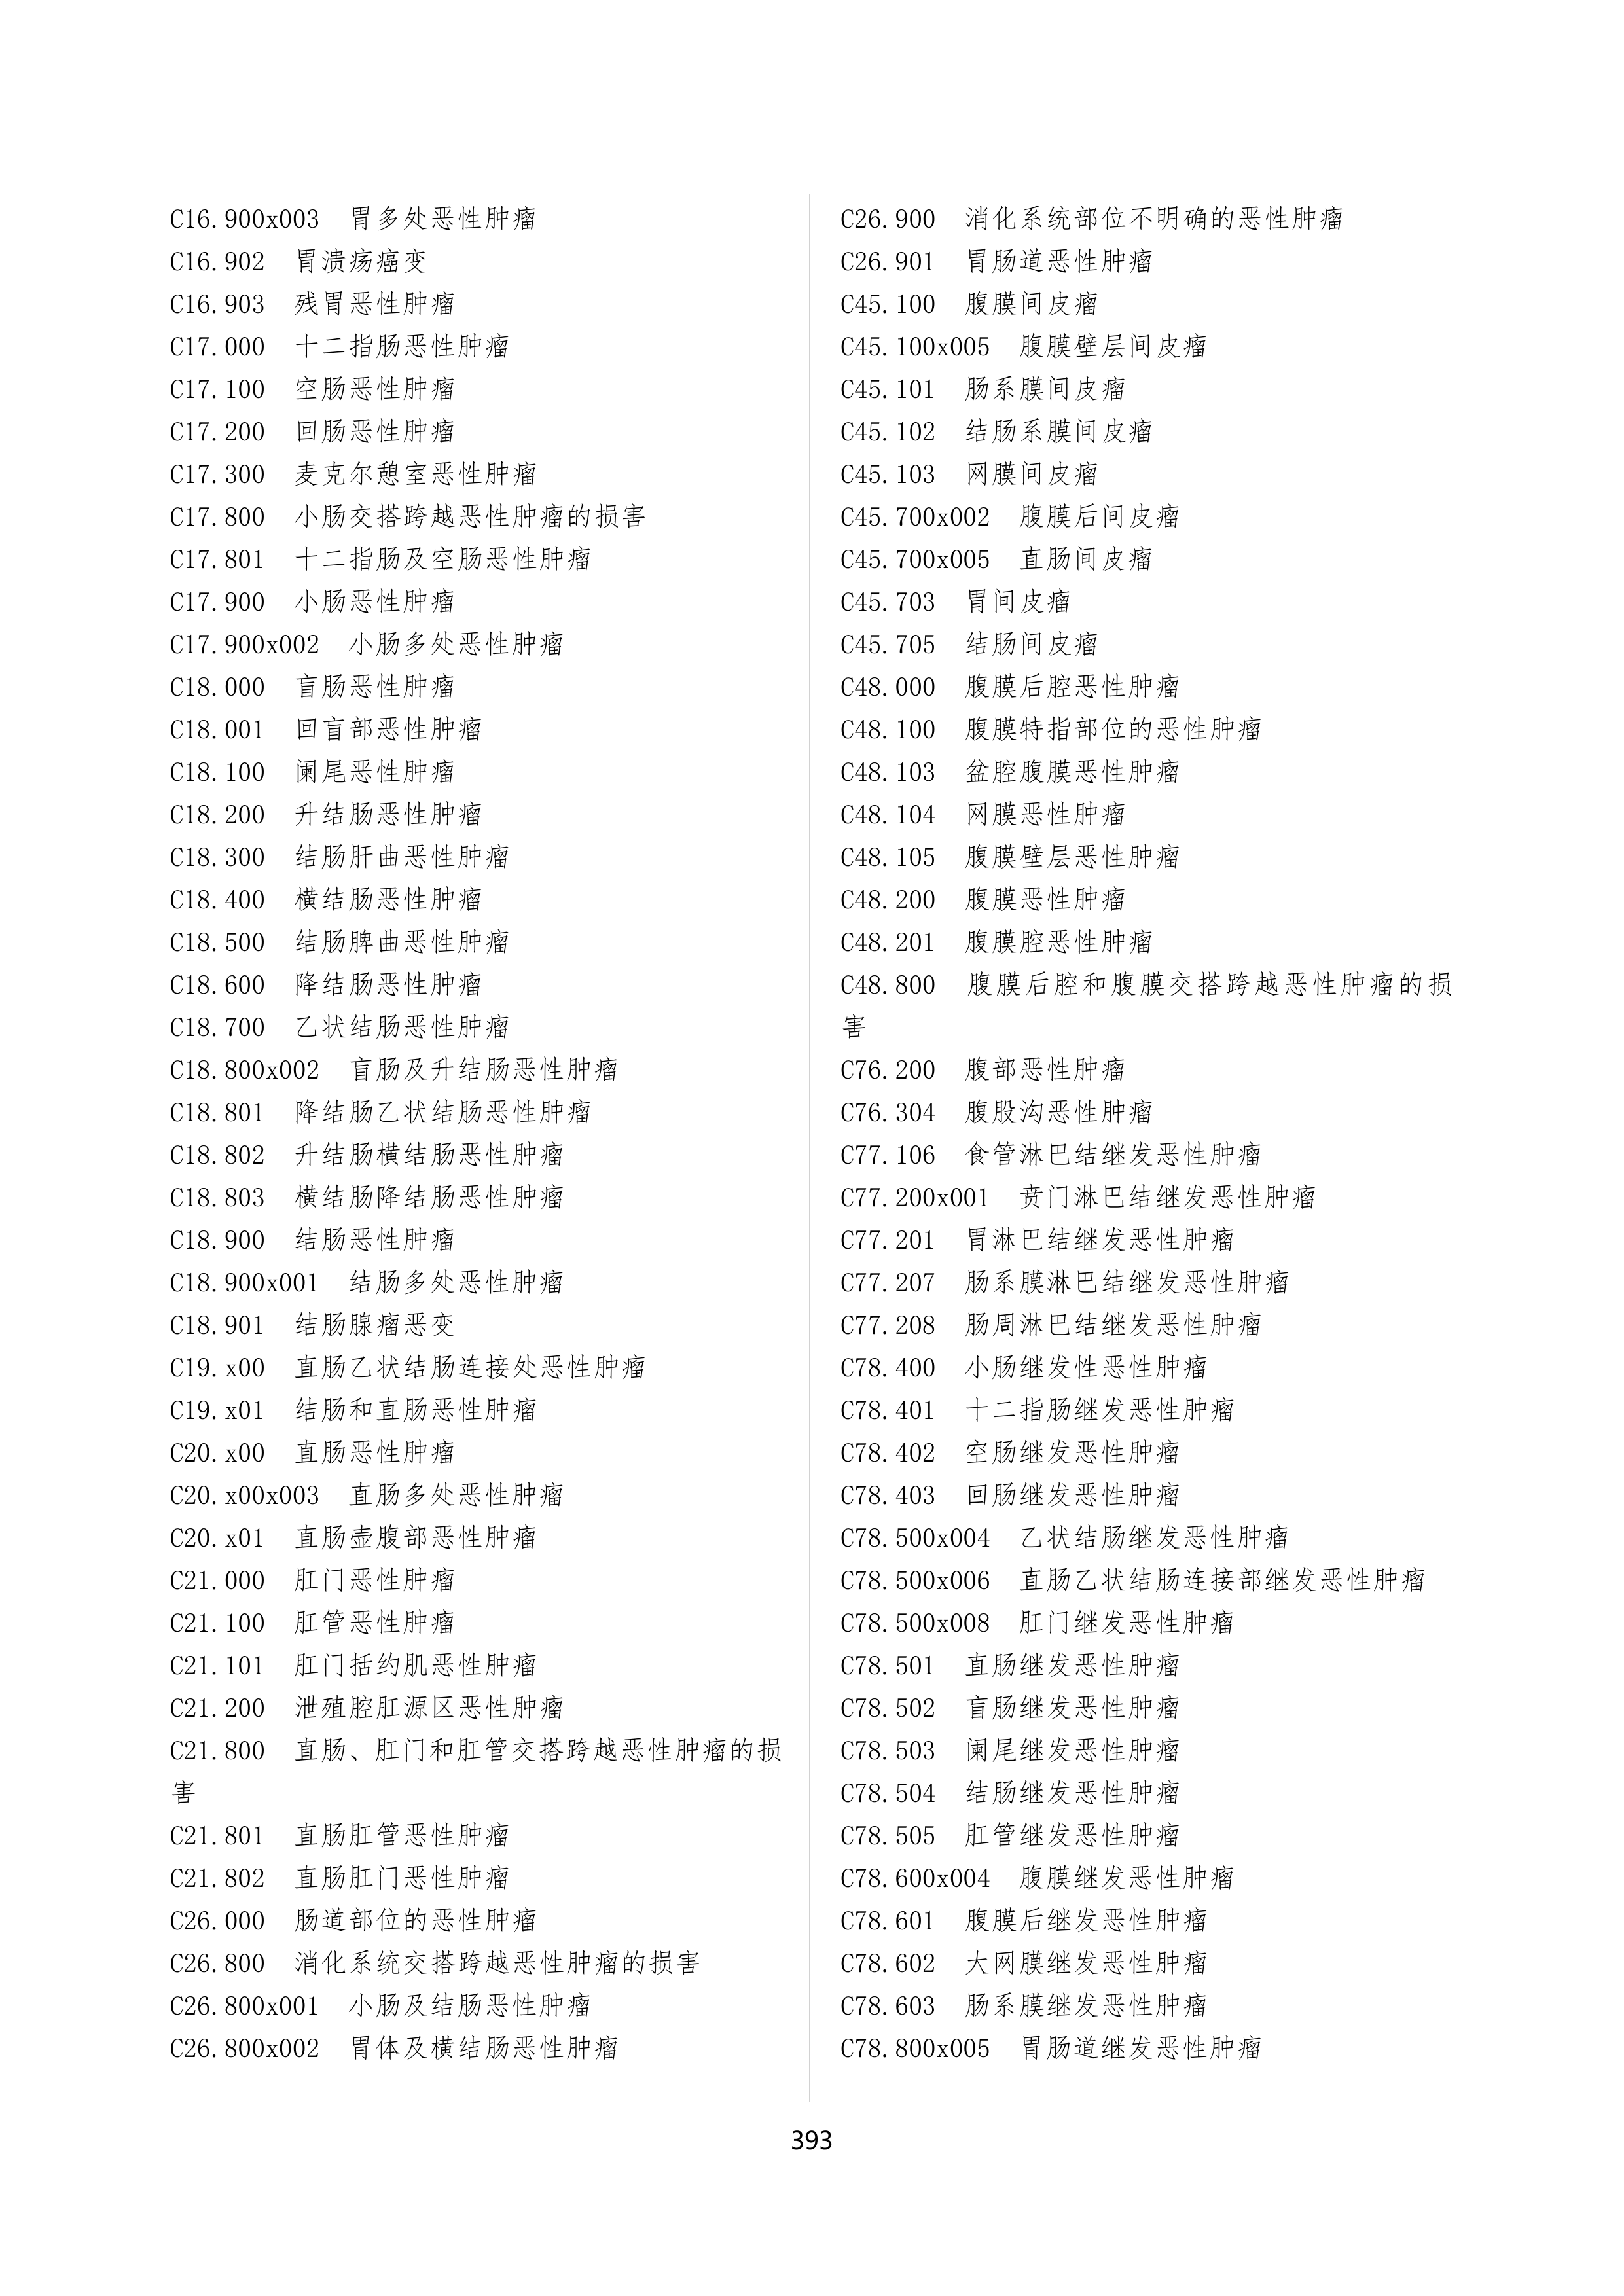 C16.900x003 胃多处恶性肿瘤
C16.902 胃溃疡癌变
C16.903 残胃恶性肿瘤
C17.000 十二指肠恶性肿瘤
C17.100 空肠恶性肿瘤
C17.200 回肠恶性肿瘤
C17.300 麦克尔憩室恶性肿瘤
C17.800 小肠交搭跨越恶性肿瘤的损害
C17.801 十二指肠及空肠恶性肿瘤
C17.900 小肠恶性肿瘤
C17.900x002 小肠多处恶性肿瘤
C18.000 盲肠恶性肿瘤
C18.001 回盲部恶性肿瘤
C18.100 阑尾恶性肿瘤
C18.200 升结肠恶性肿瘤
C18.300 结肠肝曲恶性肿瘤
C18.400 横结肠恶性肿瘤
C18.500 结肠脾曲恶性肿瘤
C18.600 降结肠恶性肿瘤
C18.700 乙状结肠恶性肿瘤
C18.800x002 盲肠及升结肠恶性肿瘤
C18.801 降结肠乙状结肠恶性肿瘤
C18.802 升结肠横结肠恶性肿瘤
C18.803 横结肠降结肠恶性肿瘤
C18.900 结肠恶性肿瘤
C18.900x001 结肠多处恶性肿瘤
C18.901 结肠腺瘤恶变
C19.x00 直肠乙状结肠连接处恶性肿瘤
C19.x01 结肠和直肠恶性肿瘤
C20.x00 直肠恶性肿瘤
C20.x00x003 直肠多处恶性肿瘤
C20.x01 直肠壶腹部恶性肿瘤
C21.000 肛门恶性肿瘤
C21.100 肛管恶性肿瘤
C21.101 肛门括约肌恶性肿瘤
C21.200 泄殖腔肛源区恶性肿瘤
C21.800 直肠、肛门和肛管交搭跨越恶性肿瘤的损
害
C21.801 直肠肛管恶性肿瘤
C21.802 直肠肛门恶性肿瘤
C26.000 肠道部位的恶性肿瘤
C26.800 消化系统交搭跨越恶性肿瘤的损害
C26.800x001 小肠及结肠恶性肿瘤
C26.800x002 胃体及横结肠恶性肿瘤
C26.900 消化系统部位不明确的恶性肿瘤
C26.901 胃肠道恶性肿瘤
C45.100 腹膜间皮瘤
C45.100x005 腹膜壁层间皮瘤
C45.101 肠系膜间皮瘤
C45.102 结肠系膜间皮瘤
C45.103 网膜间皮瘤
C45.700x002 腹膜后间皮瘤
C45.700x005 直肠间皮瘤
C45.703 胃间皮瘤
C45.705 结肠间皮瘤
C48.000 腹膜后腔恶性肿瘤
C48.100 腹膜特指部位的恶性肿瘤
C48.103 盆腔腹膜恶性肿瘤
C48.104 网膜恶性肿瘤
C48.105 腹膜壁层恶性肿瘤
C48.200 腹膜恶性肿瘤
C48.201 腹膜腔恶性肿瘤
C48.800 腹膜后腔和腹膜交搭跨越恶性肿瘤的损
害
C76.200 腹部恶性肿瘤
C76.304 腹股沟恶性肿瘤
C77.106 食管淋巴结继发恶性肿瘤
C77.200x001 贲门淋巴结继发恶性肿瘤
C77.201 胃淋巴结继发恶性肿瘤
C77.207 肠系膜淋巴结继发恶性肿瘤
C77.208 肠周淋巴结继发恶性肿瘤
C78.400 小肠继发性恶性肿瘤
C78.401 十二指肠继发恶性肿瘤
C78.402 空肠继发恶性肿瘤
C78.403 回肠继发恶性肿瘤
C78.500x004 乙状结肠继发恶性肿瘤
C78.500x006 直肠乙状结肠连接部继发恶性肿瘤
C78.500x008 肛门继发恶性肿瘤
C78.501 直肠继发恶性肿瘤
C78.502 盲肠继发恶性肿瘤
C78.503 阑尾继发恶性肿瘤
C78.504 结肠继发恶性肿瘤
C78.505 肛管继发恶性肿瘤
C78.600x004 腹膜继发恶性肿瘤
C78.601 腹膜后继发恶性肿瘤
C78.602 大网膜继发恶性肿瘤
C78.603 肠系膜继发恶性肿瘤
C78.800x005 胃肠道继发恶性肿瘤
393